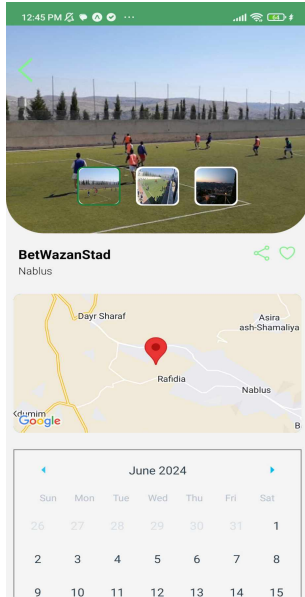 12:45 PM
64
BetWazanStad
Nablus
Dayr Sharaf
Asira
ash-Shamaliya
Rafidia
Nablus
Kdumim
Google
B
June 2024
Sun Mon Tue Wed Thu Fri Sat
26 27 28 29 30 31 1
2 3 4 5 6 7 8
9 10 11 12 13 14 15